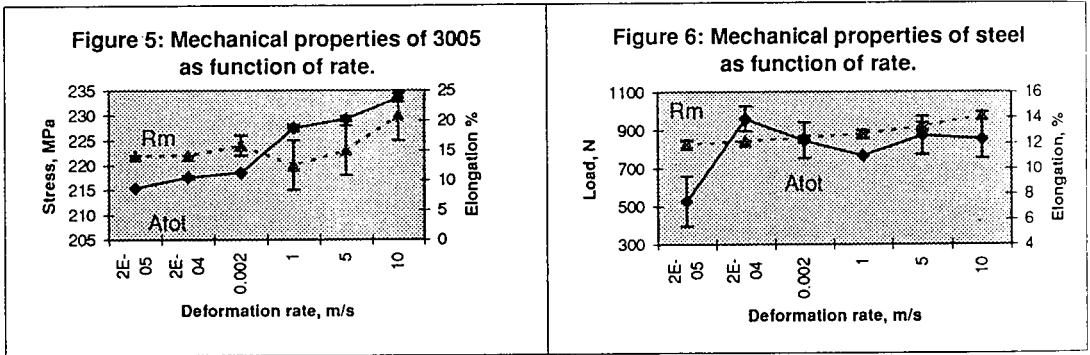 Figure 5: Mechanical properties of 3005
as function of rate.
235
230
225
220
215
210
205
Stress, MPa
Rm
Atot
25
20
15
10
5
0
Elongation %
2E-
05
2E-
04
0.002
1
5
10
Deformation rate, m/s
Figure 6: Mechanical properties of steel
as function of rate.
1100
900
700
500
300
Load, N
Rm
Atot
16
14
12
10
8
6
4
Elongation, %
2E-
05
2E-
04
0.002
1
5
10
Deformation rate, m/s